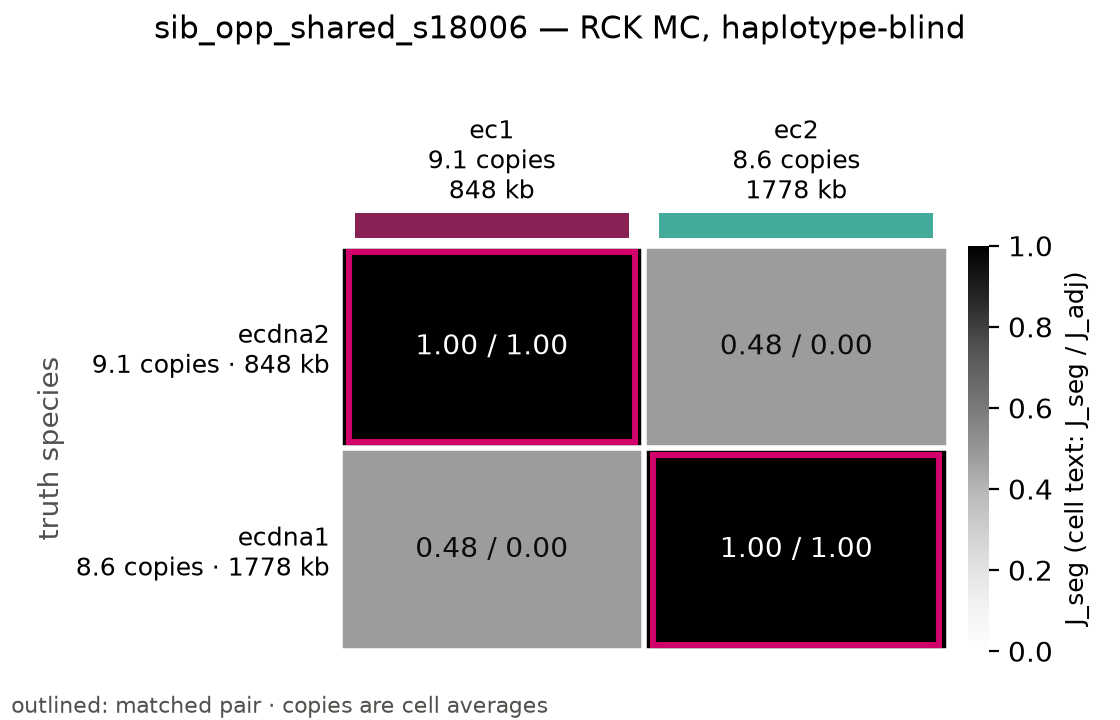 sib_opp_shared_s18006 — RCK MC, haplotype-blind
ec1
9.1 copies
848 kb
ec2
8.6 copies
1778 kb
truth species
ecdna2
9.1 copies · 848 kb
1.00 / 1.00
0.48 / 0.00
ecdna1
8.6 copies · 1778 kb
0.48 / 0.00
1.00 / 1.00
1.0
0.8
0.6
0.4
0.2
0.0
J_seg (cell text: J_seg / J_adj)
outlined: matched pair · copies are cell averages